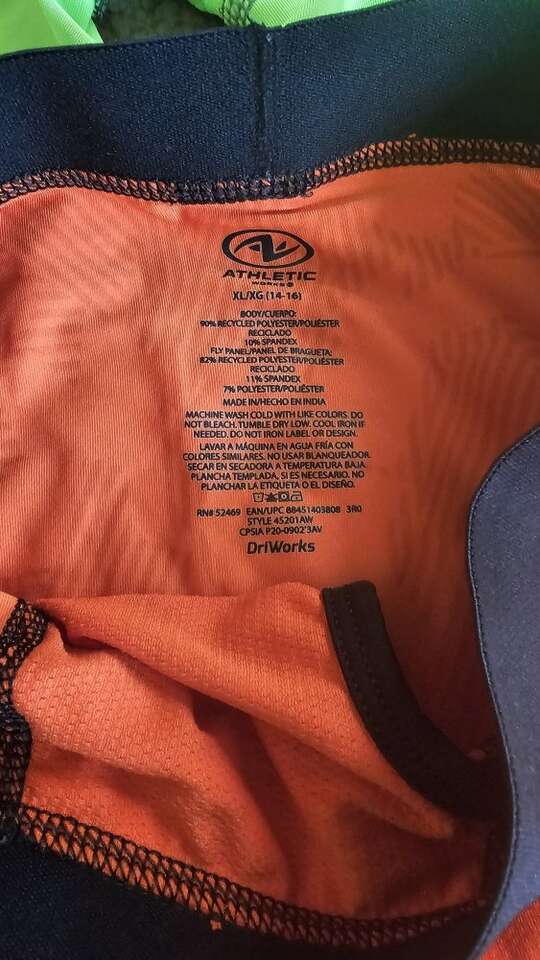 ATHLETIC
WORKS®
XL/XG (14-16)
BODY/CUERPO:
90% RECYCLED POLYESTER/POLIÉSTER
RECICLADO
10% SPANDEX
FLY PANEL/PANEL DE BRAGUETA:
82% RECYCLED POLYESTER/POLIÉSTER
RECICLADO
11% SPANDEX
7% POLYESTER/POLIÉSTER
MADE IN/HECHO EN INDIA
MACHINE WASH COLD WITH LIKE COLORS. DO
NOT BLEACH. TUMBLE DRY LOW. COOL IRON IF
NEEDED. DO NOT IRON LABEL OR DESIGN.
LAVAR A MÁQUINA EN AGUA FRÍA CON
COLORES SIMILARES. NO USAR BLANQUEADOR.
SECAR EN SECADORA A TEMPERATURA BAJA.
PLANCHA TEMPLADA, SI ES NECESARIO. NO
PLANCHAR LA ETIQUETA O EL DISEÑO.
RN# 52469 EAN/UPC 88451403808 3R0
STYLE 45201AW
CPSIA P20-0902'3AV
DriWorks